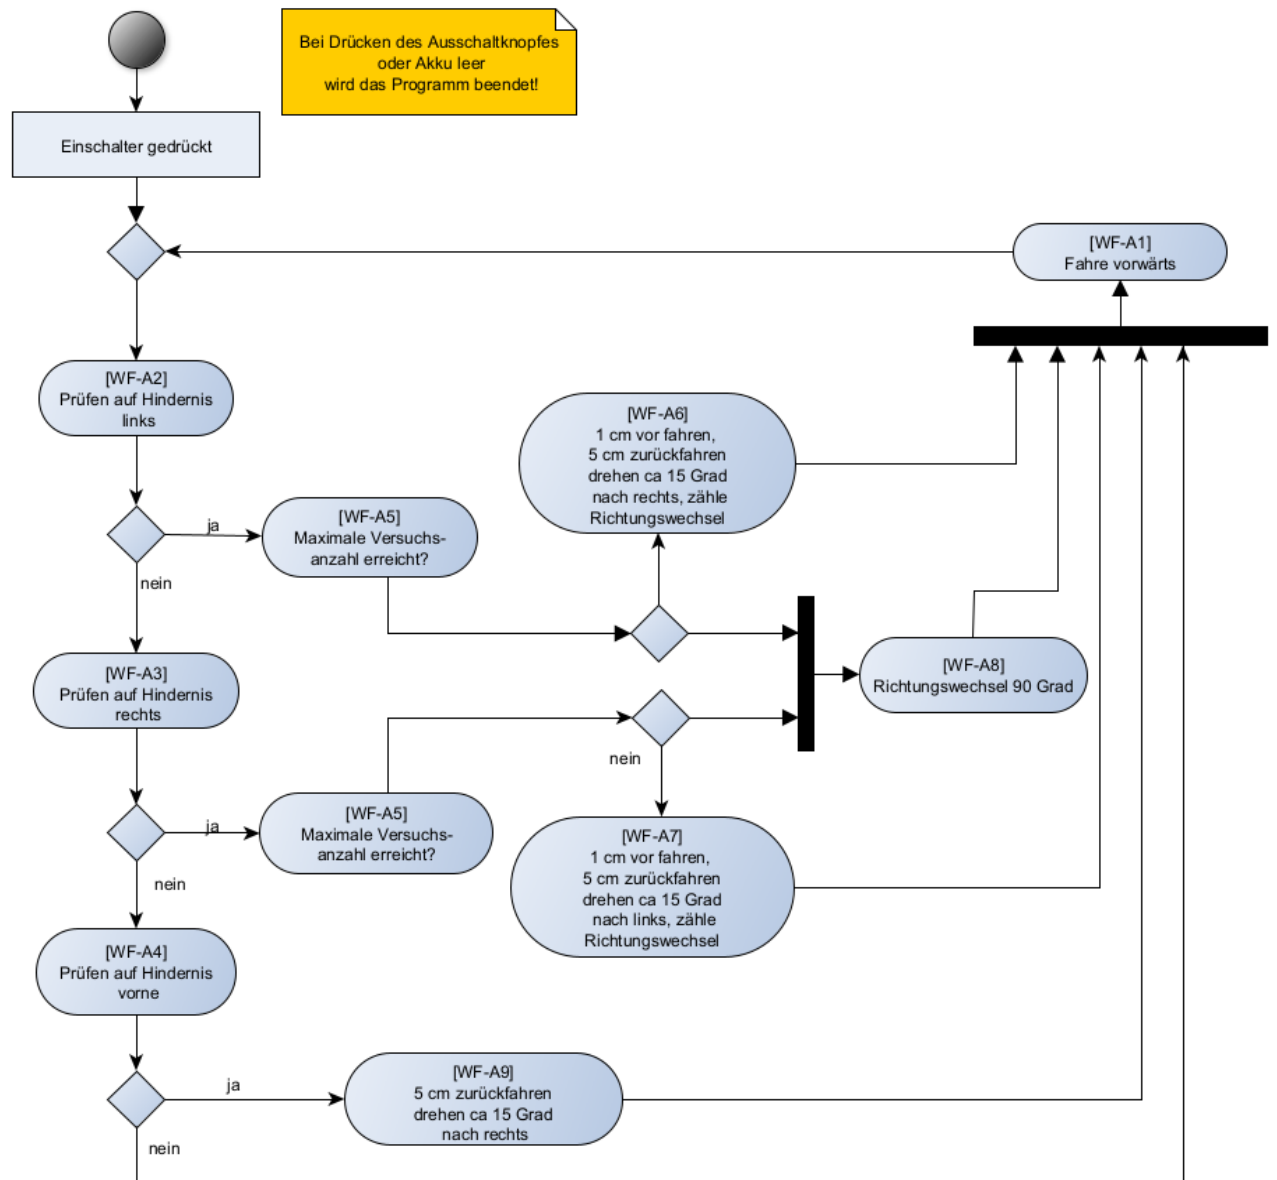 Bei Drücken des Ausschaltknopfes
oder Akku leer
wird das Programm beendet!
Einschalter gedrückt
[WF-A1]
Fahre vorwärts
[WF-A2]
Prüfen auf Hindernis
links
[WF-A6]
1 cm vor fahren,
5 cm zurückfahren
drehen ca 15 Grad
nach rechts, zähle
Richtungswechsel
ja
[WF-A5]
Maximale Versuchs-
anzahl erreicht?
nein
[WF-A3]
Prüfen auf Hindernis
rechts
[WF-A8]
Richtungswechsel 90 Grad
nein
ja
[WF-A5]
Maximale Versuchs-
anzahl erreicht?
[WF-A7]
1 cm vor fahren,
5 cm zurückfahren
drehen ca 15 Grad
nach links, zähle
Richtungswechsel
nein
[WF-A4]
Prüfen auf Hindernis
vorne
ja
[WF-A9]
5 cm zurückfahren
drehen ca 15 Grad
nach rechts
nein